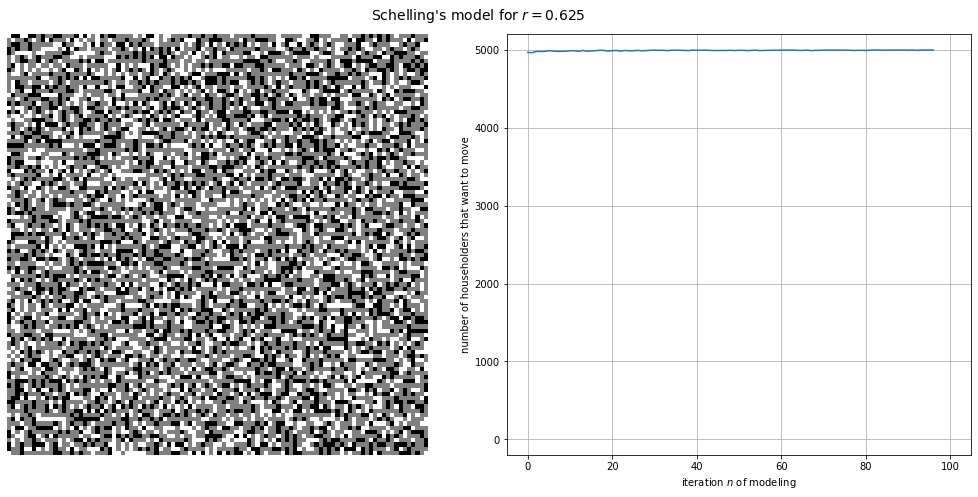 Schelling's model for r = 0.625
number of householders that want to move
5000
4000
3000
2000
1000
0
0 20 40 60 80 100
iteration n of modeling